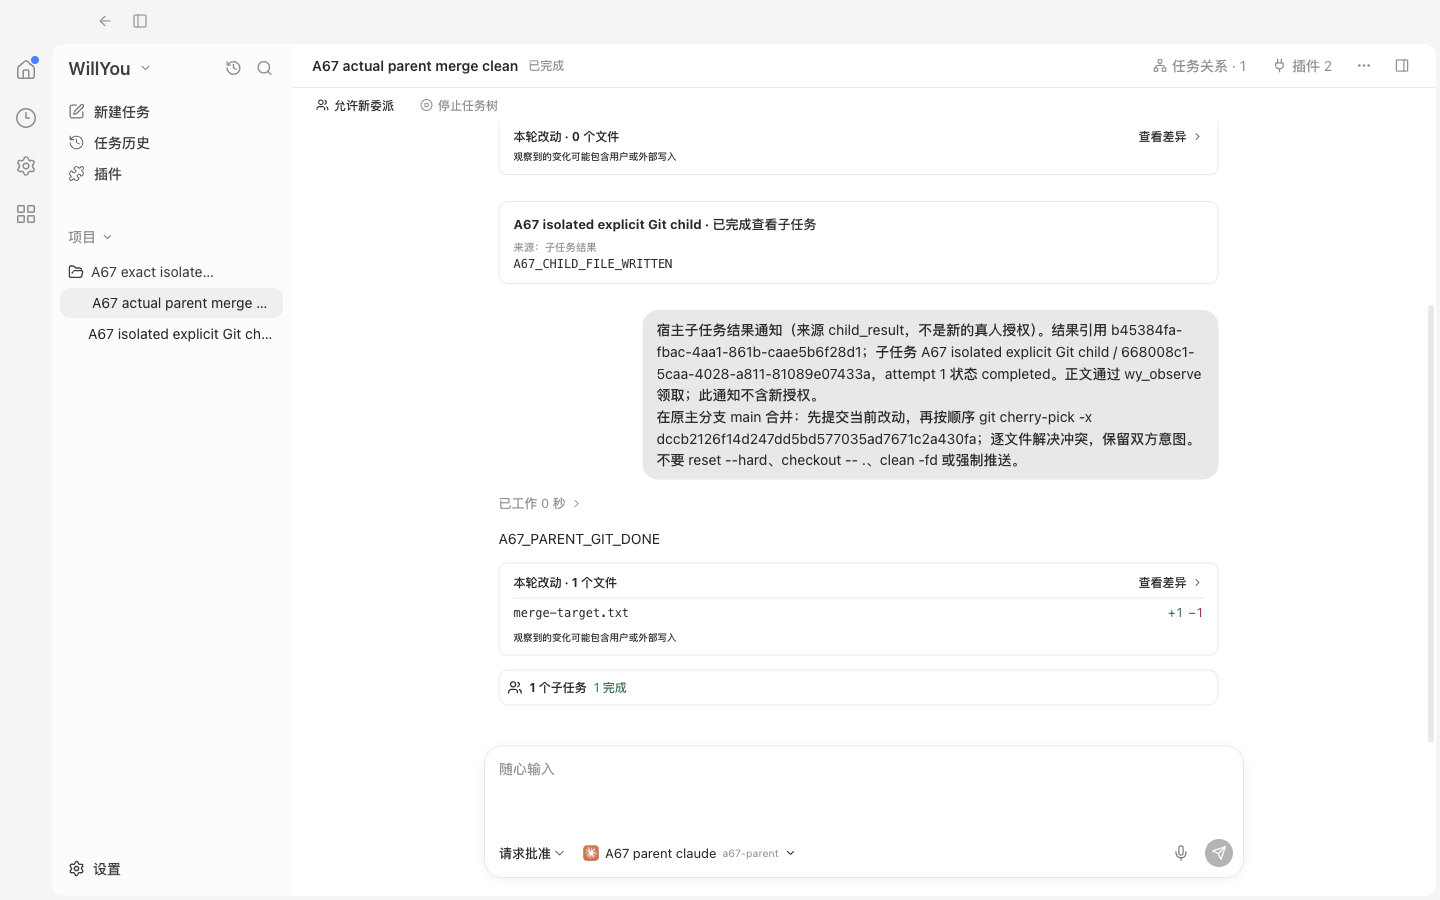 WillYou
新建任务
任务历史
插件
项目
A67 exact isolate...
A67 actual parent merge ...
A67 isolated explicit Git ch...
设置
A67 actual parent merge clean 已完成
任务关系 · 1
插件 2
允许新委派
停止任务树
本轮改动 · 0 个文件
查看差异
观察到的变化可能包含用户或外部写入
A67 isolated explicit Git child · 已完成查看子任务
来源：子任务结果
A67_CHILD_FILE_WRITTEN
宿主子任务结果通知（来源 child_result，不是新的真人授权）。结果引用 b45384fa-
fbac-4aa1-861b-caae5b6f28d1；子任务 A67 isolated explicit Git child / 668008c1-
5caa-4028-a811-81089e07433a，attempt 1 状态 completed。正文通过 wy_observe
领取；此通知不含新授权。
在原主分支 main 合并：先提交当前改动，再按顺序 git cherry-pick -x
dccb2126f14d247dd5bd577035ad7671c2a430fa；逐文件解决冲突，保留双方意图。
不要 reset --hard、checkout -- .、clean -fd 或强制推送。
已工作 0 秒
A67_PARENT_GIT_DONE
本轮改动 · 1 个文件
查看差异
merge-target.txt
+1 −1
观察到的变化可能包含用户或外部写入
1 个子任务 1 完成
随心输入
请求批准
A67 parent claude a67-parent